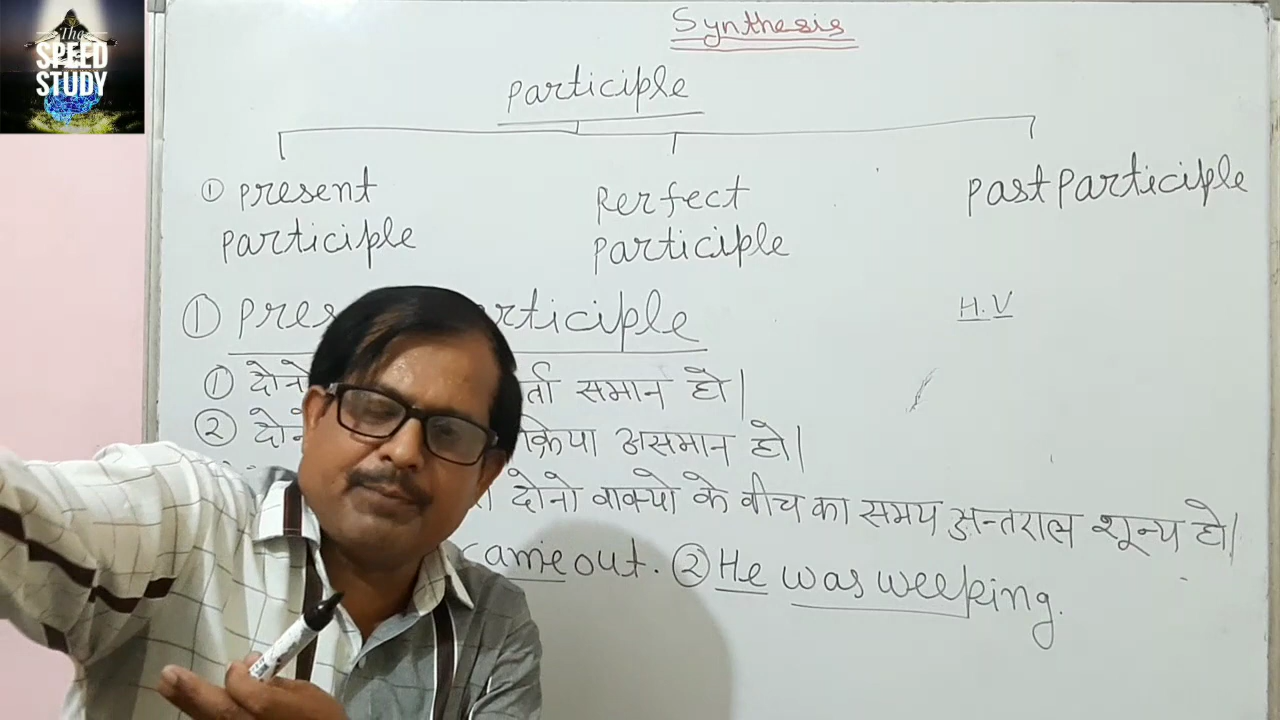 The
SPEED
STUDY
Synthesis
Participle
① Present Participle
Perfect Participle
Past Participle
① Pres rticiple
H.V
① दोनो र्ता समान हो।
② दोनो क्रिया असमान हो।
दोनो वाक्यो के बीच का समय अन्तराल शून्य हो।
came out. ② He was weeping.